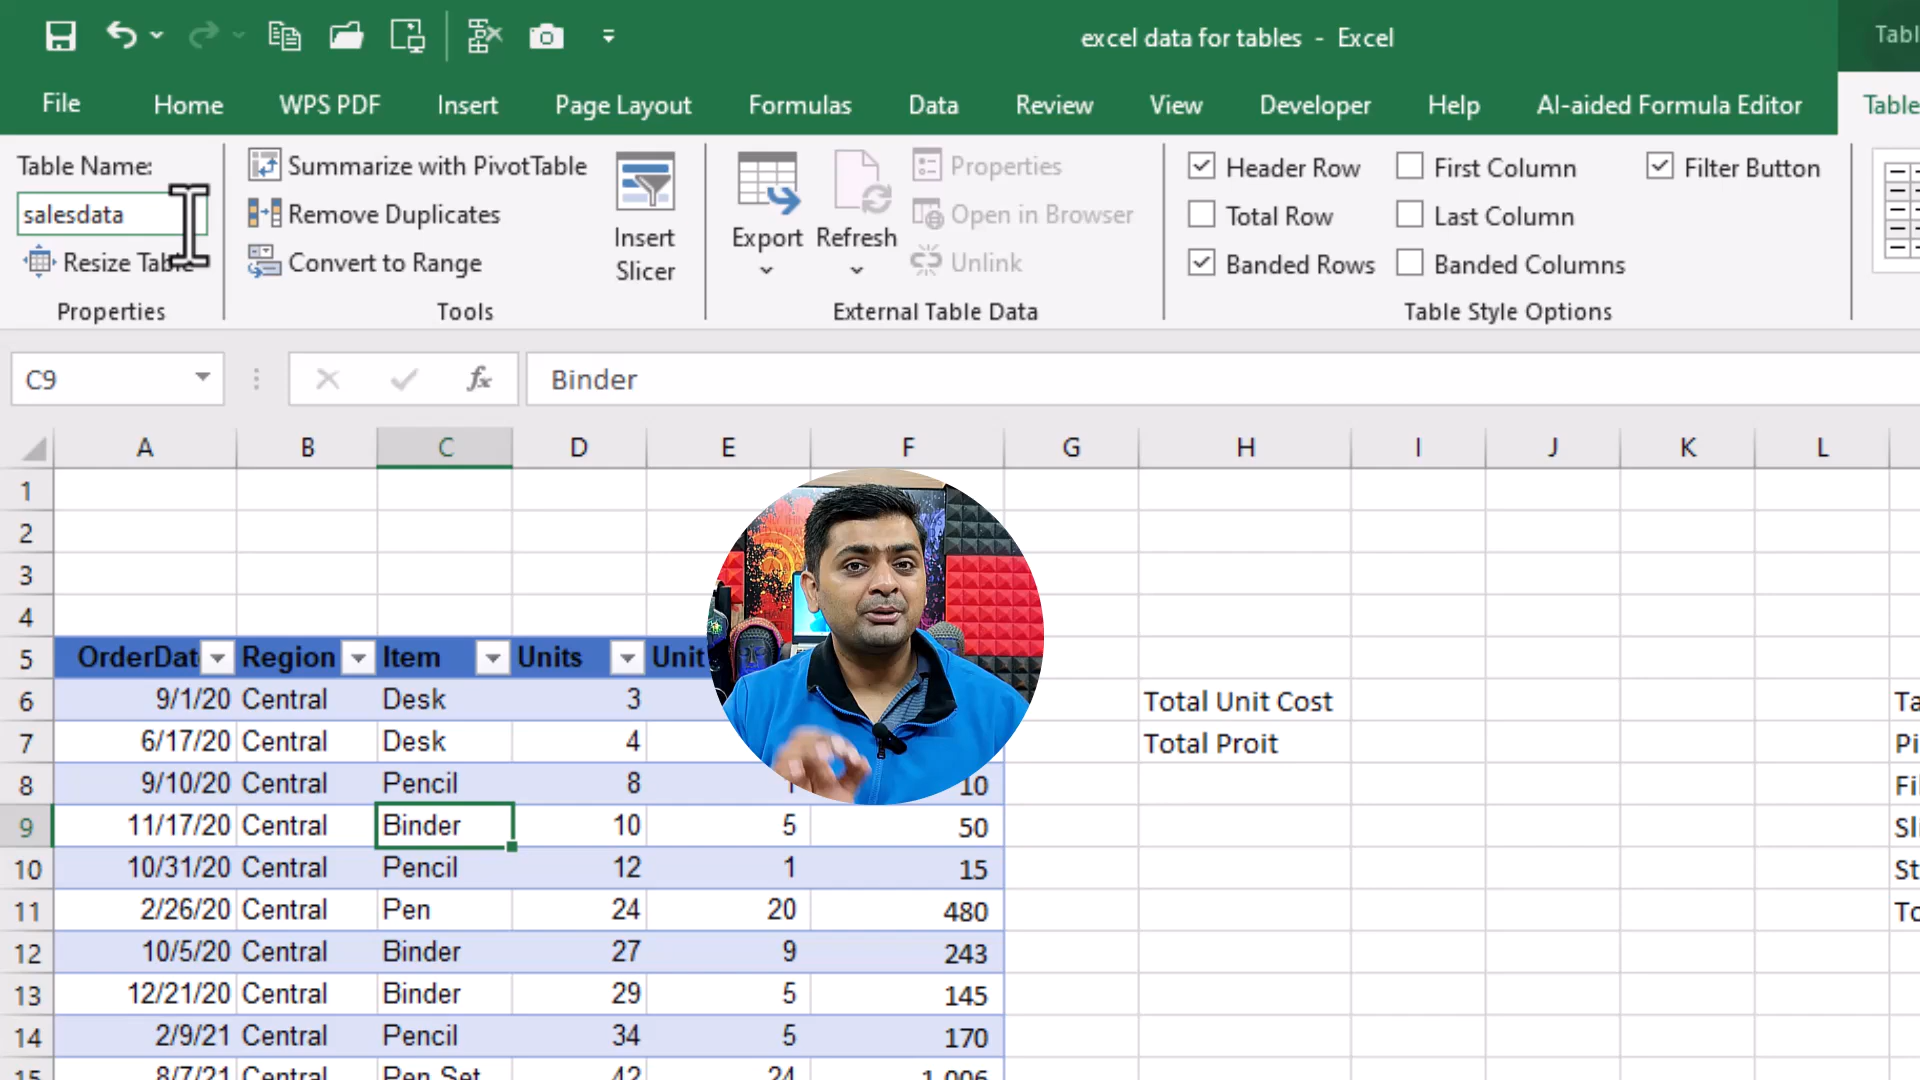 excel data for tables - Excel
Tabl
File Home WPS PDF Insert Page Layout Formulas Data Review View Developer Help AI-aided Formula Editor Table
Table Name:
salesdata
Resize Table
Properties
Summarize with PivotTable
Remove Duplicates
Convert to Range
Tools
Insert
Slicer
Export
Refresh
Properties
Open in Browser
Unlink
External Table Data
Header Row
First Column
Filter Button
Total Row
Last Column
Banded Rows
Banded Columns
Table Style Options
C9
fx
Binder
A B C D E F G H I J K L
1
2
3
4
5 OrderDat Region Item Units Unit
6 9/1/20 Central Desk 3 Total Unit Cost Ta
7 6/17/20 Central Desk 4 Total Proit Pi
8 9/10/20 Central Pencil 8 10 Fil
9 11/17/20 Central Binder 10 5 50 Sli
10 10/31/20 Central Pencil 12 1 15 St
11 2/26/20 Central Pen 24 20 480 To
12 10/5/20 Central Binder 27 9 243
13 12/21/20 Central Binder 29 5 145
14 2/9/21 Central Pencil 34 5 170
15 8/7/21 Central Pen Set 42 24 1,006